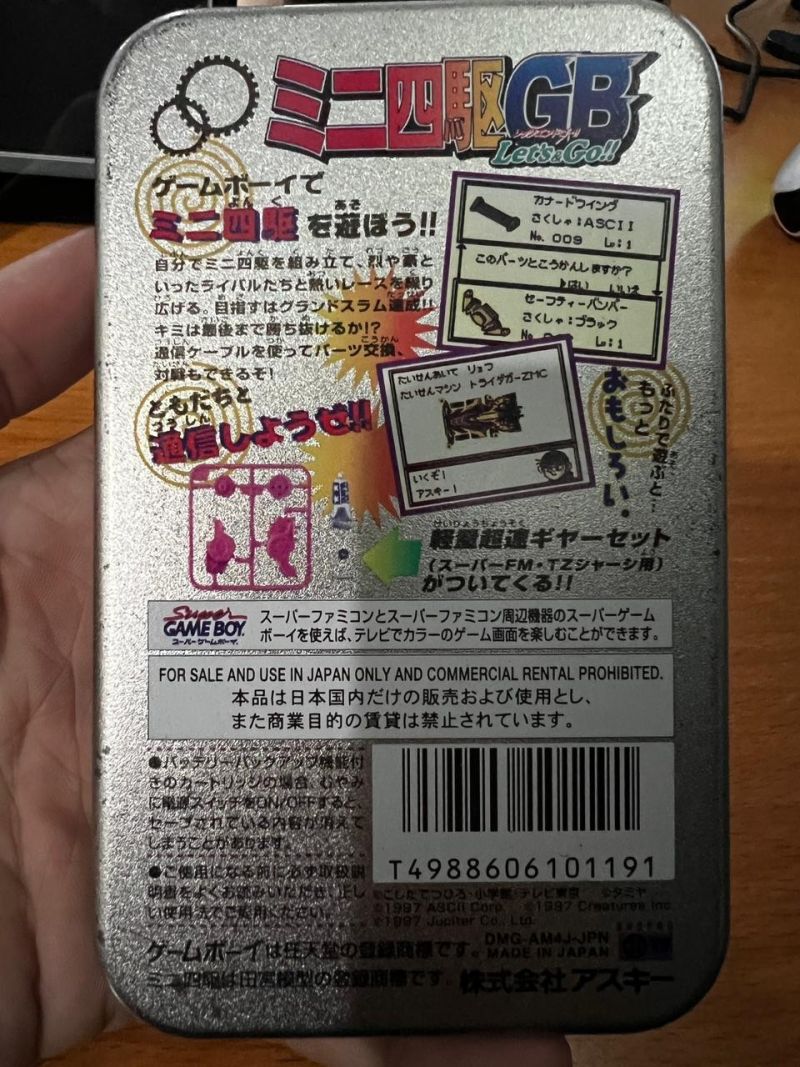 ミニ四駆GB
レッツエンドゴー!!
Let's&Go!!
ゲームボーイで
ミニ四駆を遊ぼう!!
自分でミニ四駆を組み立て、烈や豪と
いったライバルたちと熱いレースを繰り
広げる。目指すはグランドスラム達成!!
キミは最後まで勝ち抜けるか!?
通信ケーブルを使ってパーツ交換、
対戦もできるぞ!
カナードウイング
さくしゃ:ASCII
No. 009 Lv:1
このパーツとこうかんしますか?
はい いいえ
セーフティーバンパー
さくしゃ:ブラック
Lv:1
ともだちと
通信しようぜ!!
たいせんあいて リョウ
たいせんマシン トライダガーZMC
いくぞ!
アスキー!
ふたりで遊ぶと…
もっと
おもしろい。
軽量超速ギヤーセット
(スーパーFM・TZシャーシ用)
がついてくる!!
Super
GAME BOY
スーパーゲームボーイ
スーパーファミコンとスーパーファミコン周辺機器のスーパーゲーム
ボーイを使えば、テレビでカラーのゲーム画面を楽しむことができます。
FOR SALE AND USE IN JAPAN ONLY AND COMMERCIAL RENTAL PROHIBITED.
本品は日本国内だけの販売および使用とし、
また商業目的の賃貸は禁止されています。
●バッテリーバックアップ機能付
きのカートリッジの場合、むやみ
に電源スイッチをON/OFFすると、
セーブされている内容が消えて
しまうことがあります。
●ご使用になる前に必ず取扱説
明書をよくお読みいただき、正し
い使用法でご使用ください。
T4988606101191
©こしたてつひろ・小学館・テレビ東京 ©タミヤ
©1997 ASCII Corp. ©1997 Creatures Inc.
©1997 Jupiter Co., Ltd.
DMG-AM4J-JPN
MADE IN JAPAN
ゲームボーイは任天堂の登録商標です。
ミニ四駆は田宮模型の登録商標です。
株式会社アスキー